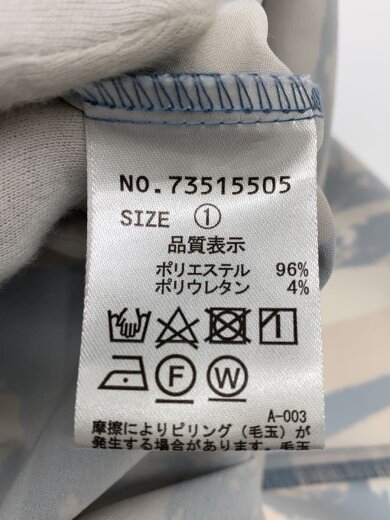 NO.73515505
SIZE ①
品質表示
ポリエステル 96%
ポリウレタン 4%
F W
A-003
摩擦によりピリング(毛玉)が
発生する場合があります。毛玉